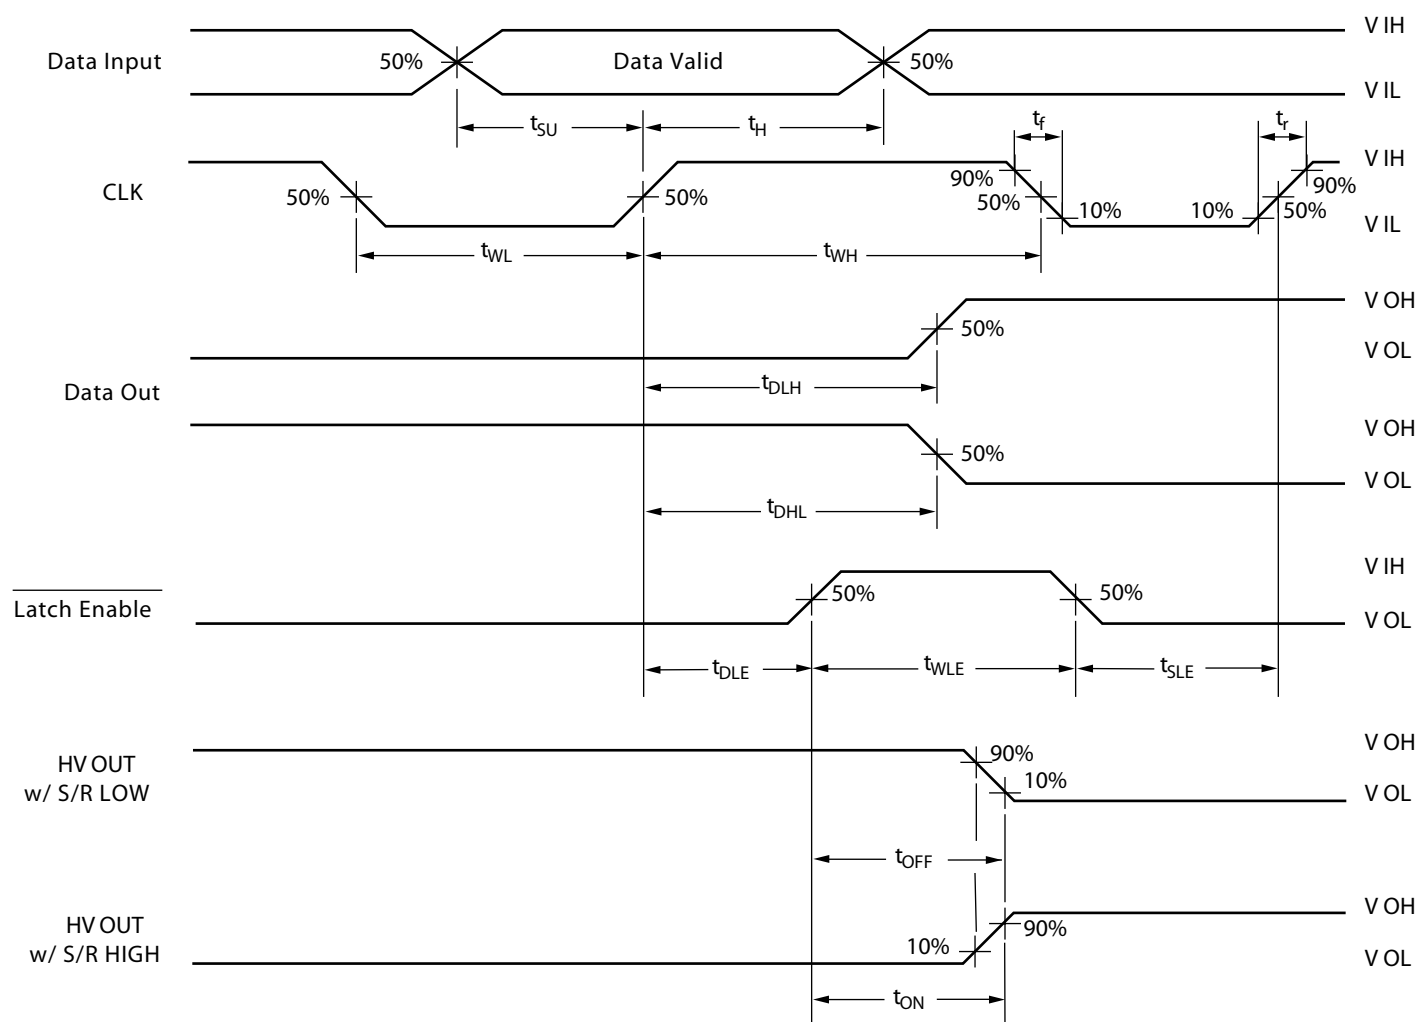 V IH
Data Input
50%
Data Valid
50%
V IL
tSU
tH
tf
tr
V IH
CLK
50%
50%
90%
50%
10%
10%
50%
90%
V IL
tWL
tWH
V OH
50%
V OL
tDLH
Data Out
V OH
50%
V OL
tDHL
V IH
Latch Enable
50%
50%
V OL
tDLE
tWLE
tSLE
V OH
HV OUT
w/ S/R LOW
90%
10%
V OL
tOFF
V OH
HV OUT
w/ S/R HIGH
10%
90%
V OL
tON